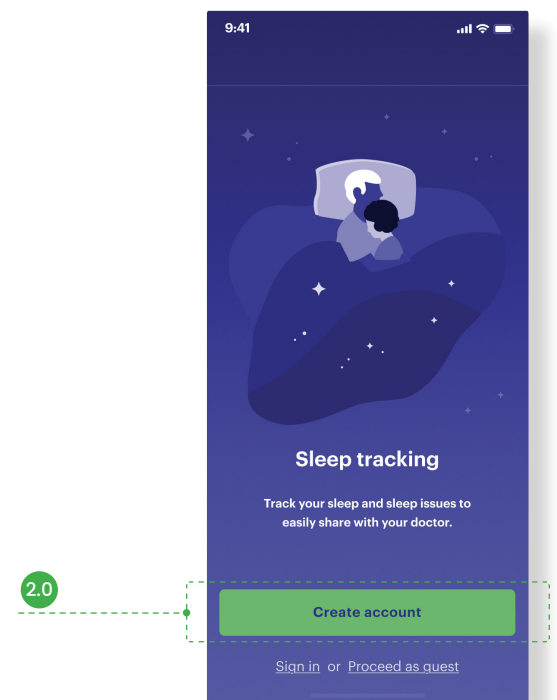 9:41
Sleep tracking
Track your sleep and sleep issues to
easily share with your doctor.
2.0
Create account
Sign in or Proceed as guest